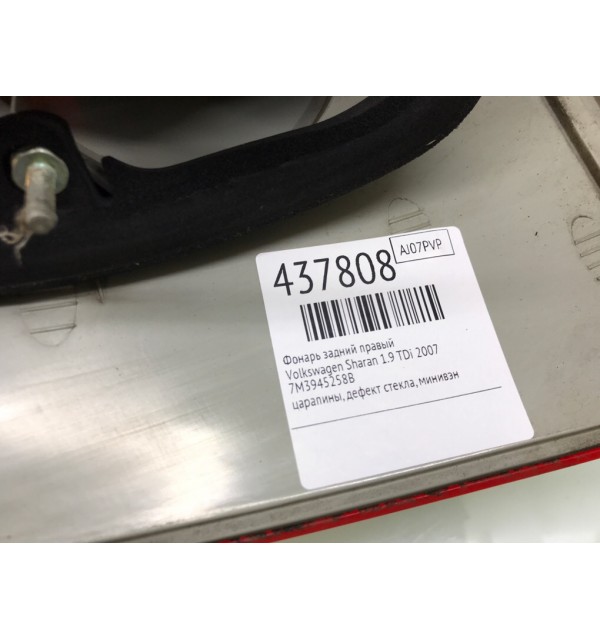 437808
AJ07PVP
Фонарь задний правый
Volkswagen Sharan 1.9 TDi 2007
7M3945258B
царапины, дефект стекла, минивэн